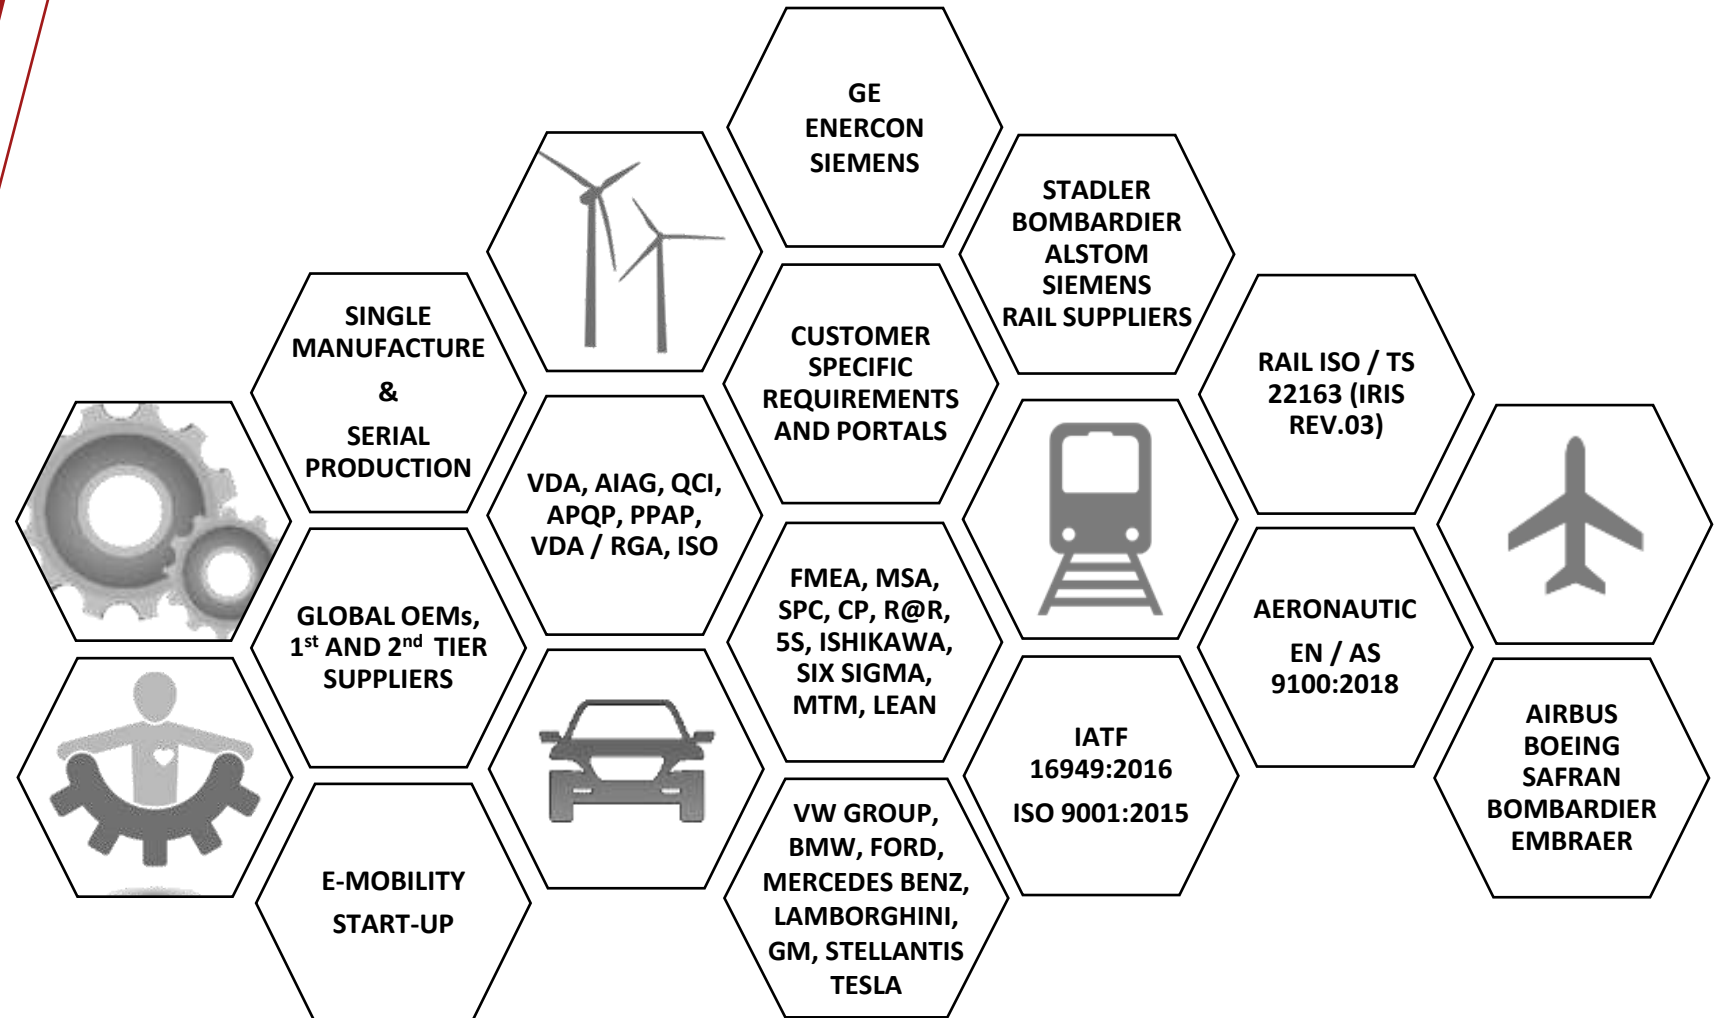 GE
ENERCON
SIEMENS
STADLER
BOMBARDIER
ALSTOM
SIEMENS
RAIL SUPPLIERS
SINGLE
MANUFACTURE
&
SERIAL
PRODUCTION
CUSTOMER
SPECIFIC
REQUIREMENTS
AND PORTALS
RAIL ISO / TS
22163 (IRIS
REV.03)
VDA, AIAG, QCI,
APQP, PPAP,
VDA / RGA, ISO
GLOBAL OEMs,
1st AND 2nd TIER
SUPPLIERS
FMEA, MSA,
SPC, CP, R@R,
5S, ISHIKAWA,
SIX SIGMA,
MTM, LEAN
AERONAUTIC
EN / AS
9100:2018
IATF
16949:2016
ISO 9001:2015
AIRBUS
BOEING
SAFRAN
BOMBARDIER
EMBRAER
E-MOBILITY
START-UP
VW GROUP,
BMW, FORD,
MERCEDES BENZ,
LAMBORGHINI,
GM, STELLANTIS
TESLA